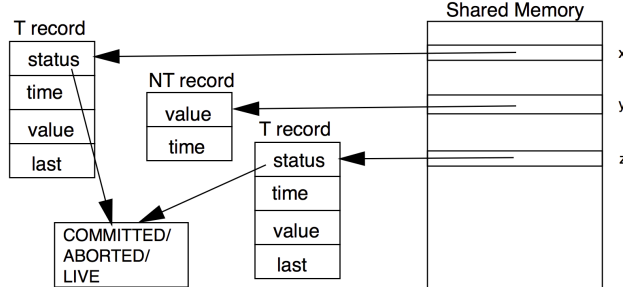 Shared Memory
T record
status
time
value
last
NT record
value
time
T record
status
time
value
last
COMMITTED/
ABORTED/
LIVE
x
y
z